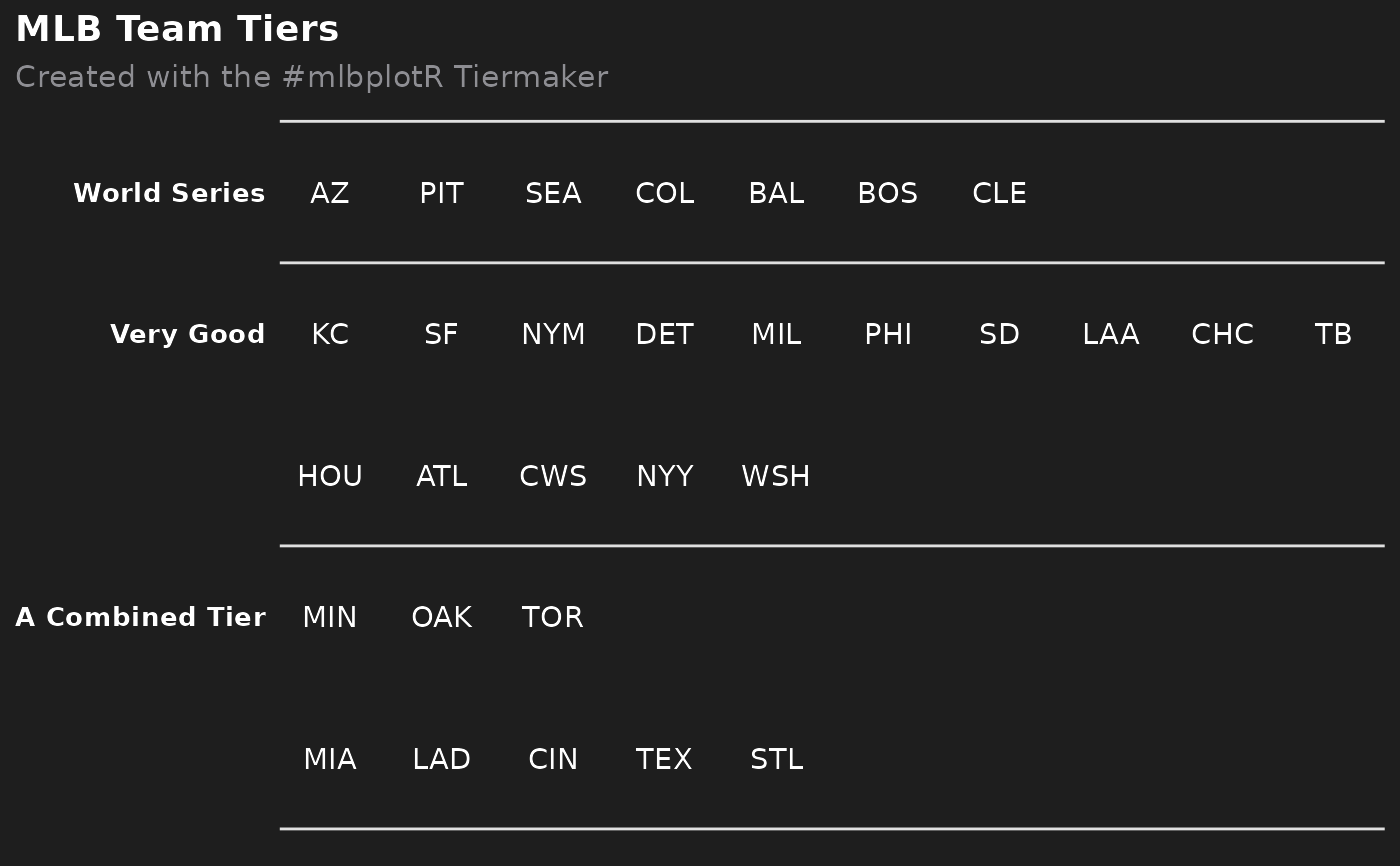 MLB Team Tiers
Created with the #mlbplotR Tiermaker
World Series AZ PIT SEA COL BAL BOS CLE
Very Good KC SF NYM DET MIL PHI SD LAA CHC TB
HOU ATL CWS NYY WSH
A Combined Tier MIN OAK TOR
MIA LAD CIN TEX STL